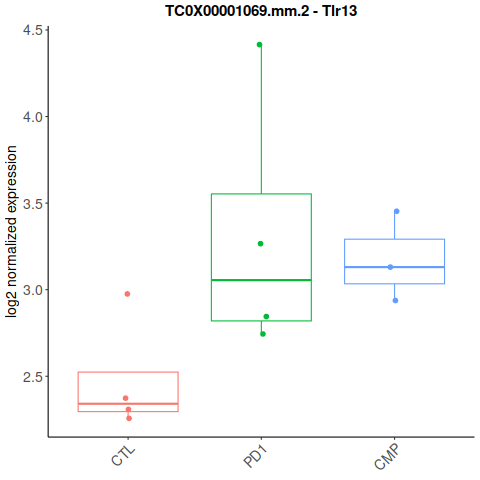 TC0X00001069.mm.2 - Tlr13
log2 normalized expression
4.5
4.0
3.5
3.0
2.5
CTL
PD1
CMP